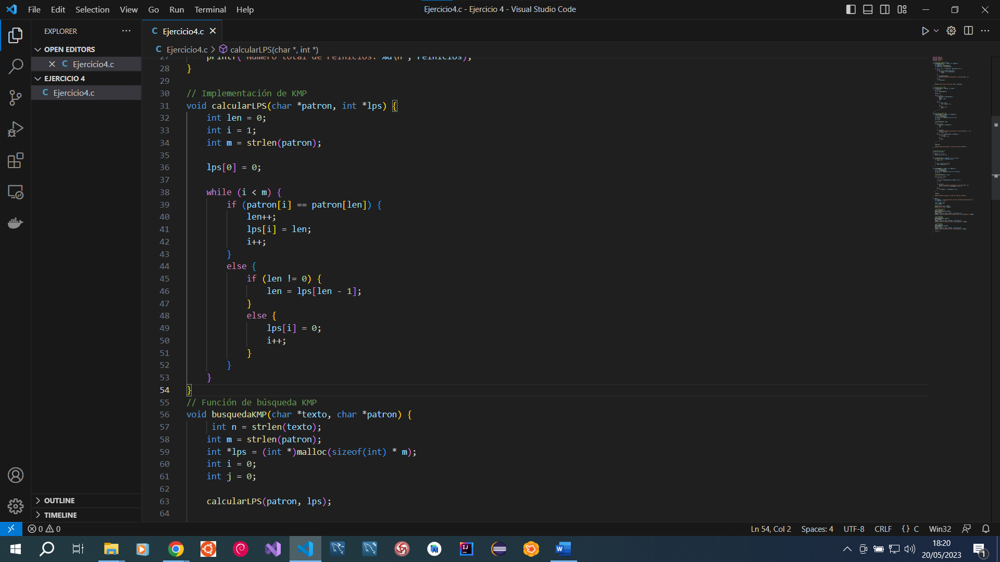 File Edit Selection View Go Run Terminal Help
Ejercicio4.c - Ejercicio 4 - Visual Studio Code
EXPLORER
OPEN EDITORS
Ejercicio4.c
EJERCICIO 4
C Ejercicio4.c
OUTLINE
TIMELINE
C Ejercicio4.c
C Ejercicio4.c > calcularLPS(char *, int *)
27 printf("Número total de reinicios: %d\n", reinicios);
28 }
29
30 // Implementación de KMP
31 void calcularLPS(char *patron, int *lps) {
32 int len = 0;
33 int i = 1;
34 int m = strlen(patron);
35
36 lps[0] = 0;
37
38 while (i < m) {
39 if (patron[i] == patron[len]) {
40 len++;
41 lps[i] = len;
42 i++;
43 }
44 else {
45 if (len != 0) {
46 len = lps[len - 1];
47 }
48 else {
49 lps[i] = 0;
50 i++;
51 }
52 }
53 }
54 }
55 // Función de búsqueda KMP
56 void busquedaKMP(char *texto, char *patron) {
57 int n = strlen(texto);
58 int m = strlen(patron);
59 int *lps = (int *)malloc(sizeof(int) * m);
60 int i = 0;
61 int j = 0;
62
63 calcularLPS(patron, lps);
64
0 0
Ln 54, Col 2 Spaces: 4 UTF-8 CRLF {} C Win32
18:20
20/05/2023
1